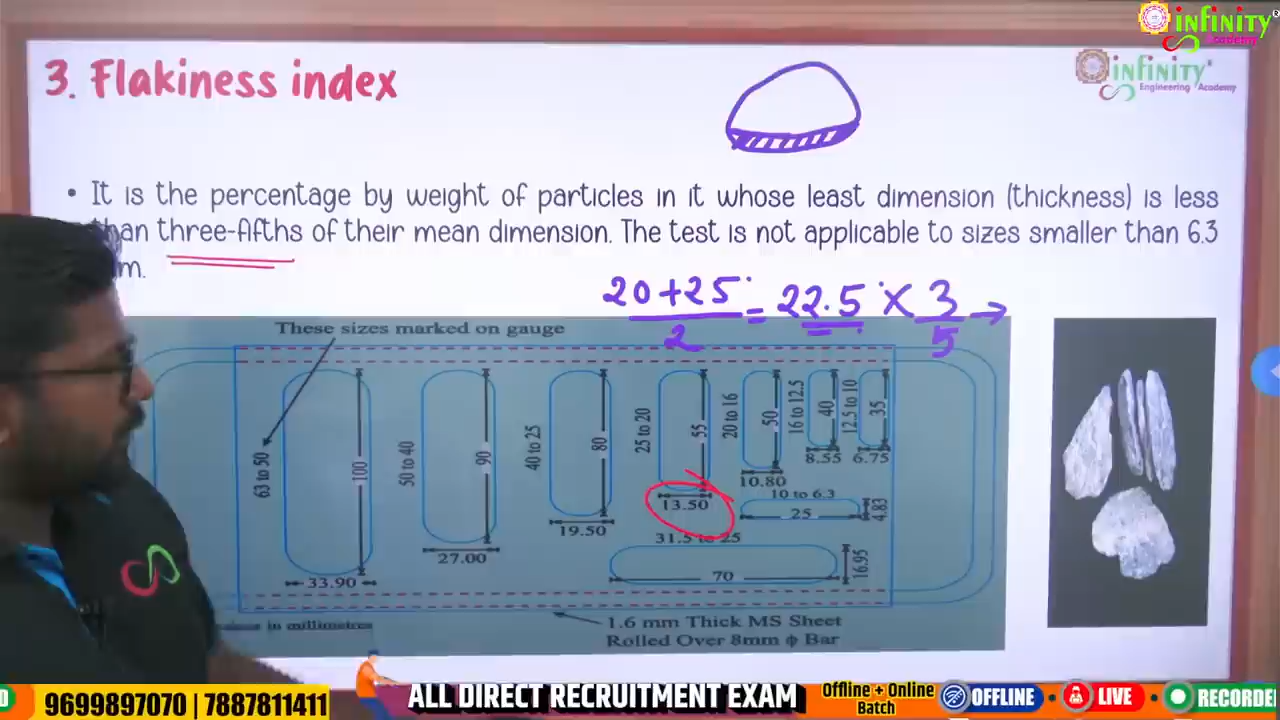 infinity
Academy
3. Flakiness index
infinity
Engineering Academy
• It is the percentage by weight of particles in it whose least dimension (thickness) is less
than three-fifths of their mean dimension. The test is not applicable to sizes smaller than 6.3
m.
20+25/2 = 22.5 × 3/5 →
These sizes marked on gauge
63 to 50
100
33.90
50 to 40
90
27.00
40 to 25
80
19.50
25 to 20
55
13.50
20 to 16
50
10.80
16 to 12.5
40
8.55
12.5 to 10
35
6.75
10 to 6.3
25
4.83
31.5 to 25
70
16.95
in millimetres
1.6 mm Thick MS Sheet
Rolled Over 8mm ϕ Bar
D
9699897070 | 7887811411
ALL DIRECT RECRUITMENT EXAM
Offline + Online
Batch
OFFLINE • LIVE • RECORDE